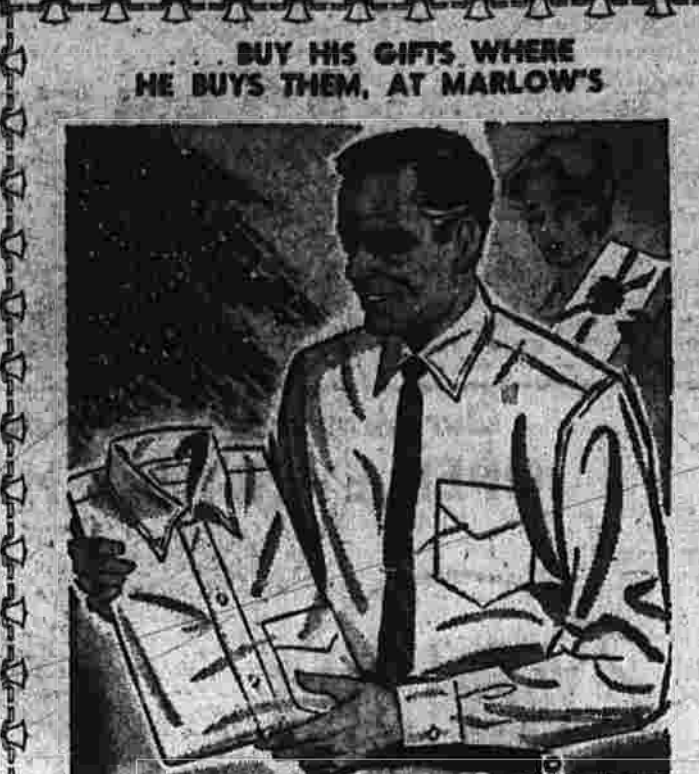 . . . BUY HIS GIFTS WHERE
HE BUYS THEM, AT MARLOW'S